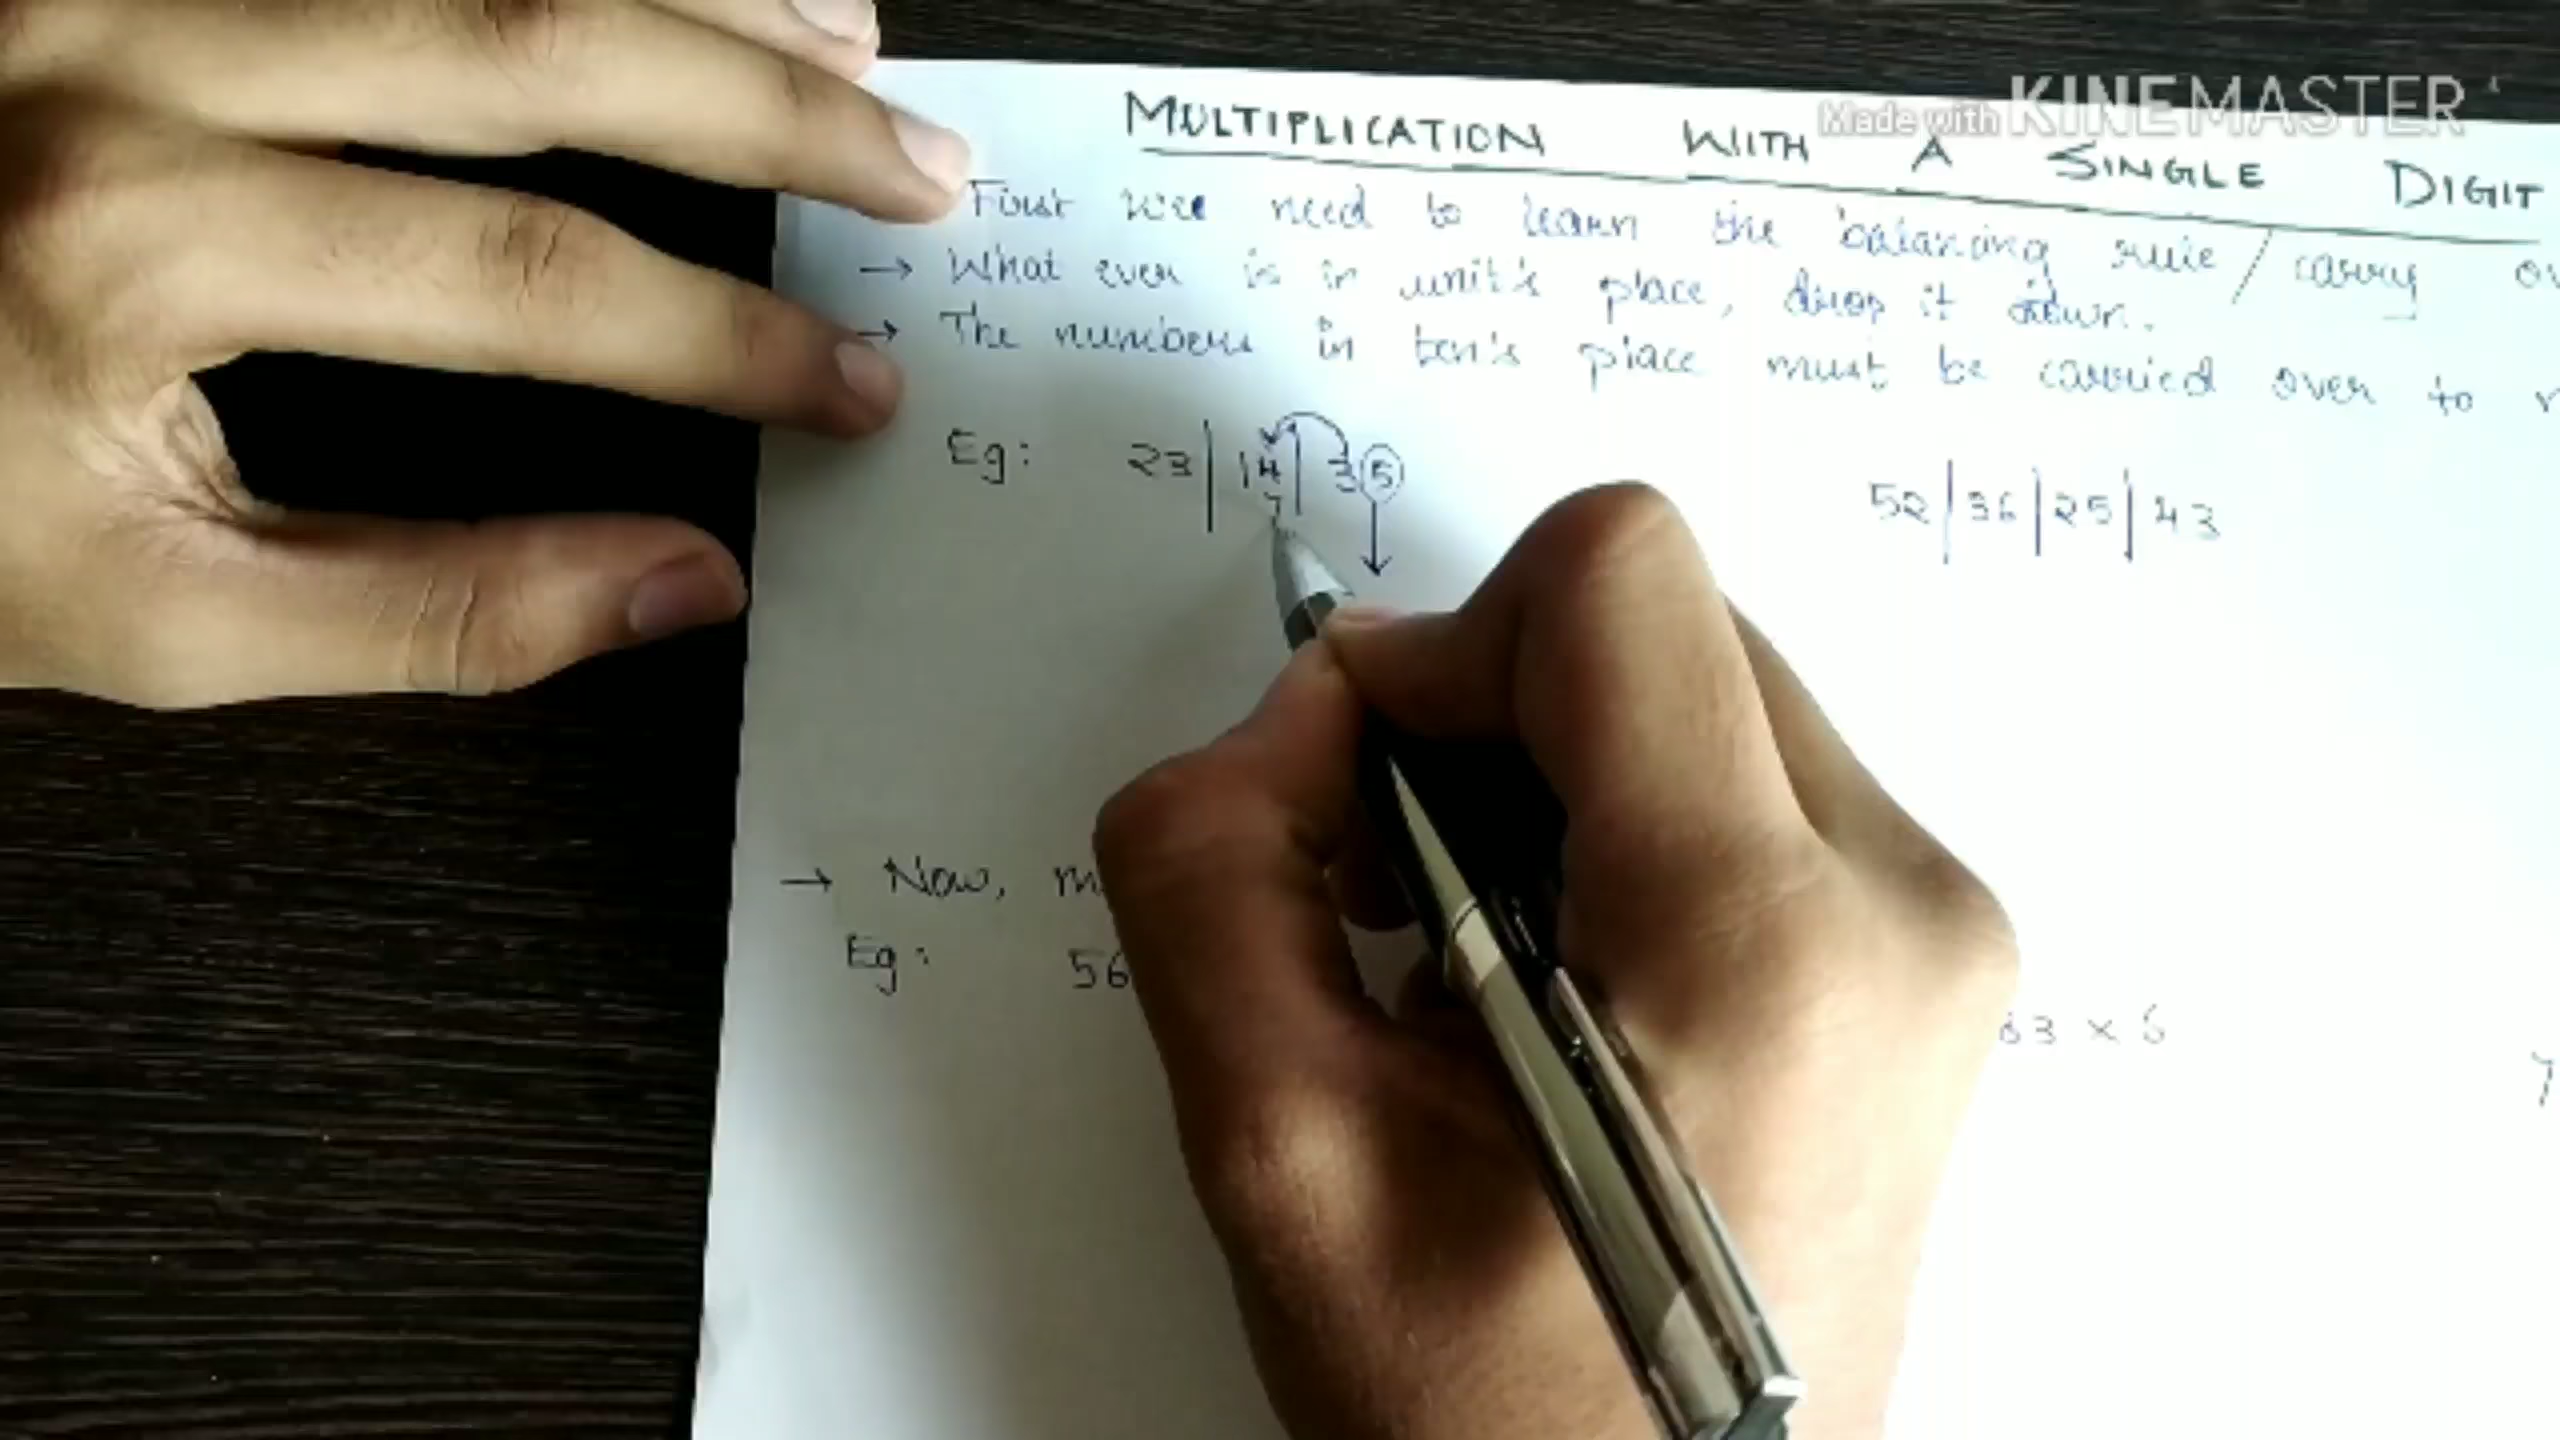 Made with KINEMASTER
MULTIPLICATION WITH A SINGLE DIGIT
First we need to learn the balancing rule / carry
→ What ever is in unit's place, drop it down.
→ The numbers in ten's place must be carried over to
Eg: 23 | 14 | 35 52 | 36 | 25 | 43
7
→ Now,
Eg: 56 63 × 6
7